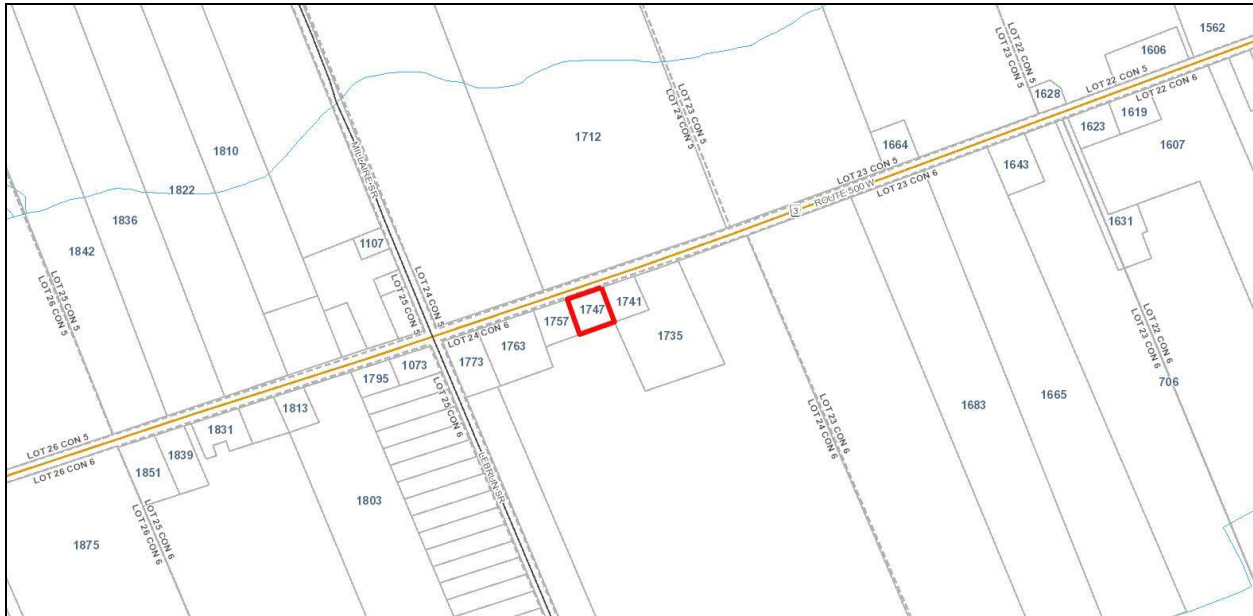 1562
1606
LOT 22 CON 5
LOT 23 CON 5
LOT 22 CON 5
LOT 22 CON 6
1628
1619
1623
LOT 23 CON 5
LOT 24 CON 5
1712
1664
1607
1810
MILLAIRE SR
1643
LOT 23 CON 5
LOT 23 CON 6
1822
3
ROUTE 500 W
1836
1631
1107
1842
LOT 25 CON 5
LOT 26 CON 5
LOT 24 CON 5
LOT 25 CON 5
1741
1747
1757
1735
LOT 24 CON 6
1763
1773
1073
1795
LOT 22 CON 6
LOT 23 CON 6
706
1665
1683
1813
LOT 25 CON 6
1831
LOT 23 CON 6
LOT 24 CON 6
LOT 26 CON 5
LOT 26 CON 6
1839
1851
LEBRUN SR
1803
LOT 25 CON 6
LOT 26 CON 6
1875